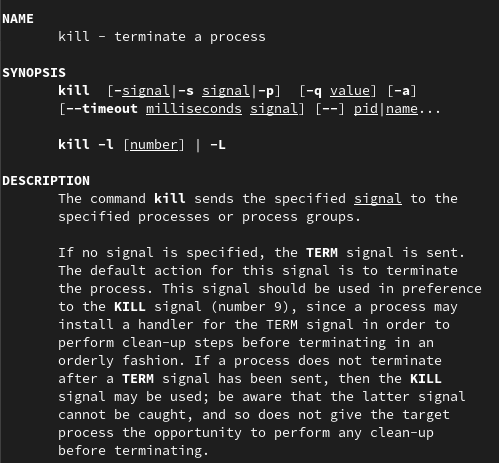 NAME
kill - terminate a process
SYNOPSIS
kill [-signal|-s signal|-p] [-q value] [-a]
[--timeout milliseconds signal] [--] pid|name...
kill -l [number] | -L
DESCRIPTION
The command kill sends the specified signal to the
specified processes or process groups.
If no signal is specified, the TERM signal is sent.
The default action for this signal is to terminate
the process. This signal should be used in preference
to the KILL signal (number 9), since a process may
install a handler for the TERM signal in order to
perform clean-up steps before terminating in an
orderly fashion. If a process does not terminate
after a TERM signal has been sent, then the KILL
signal may be used; be aware that the latter signal
cannot be caught, and so does not give the target
process the opportunity to perform any clean-up
before terminating.